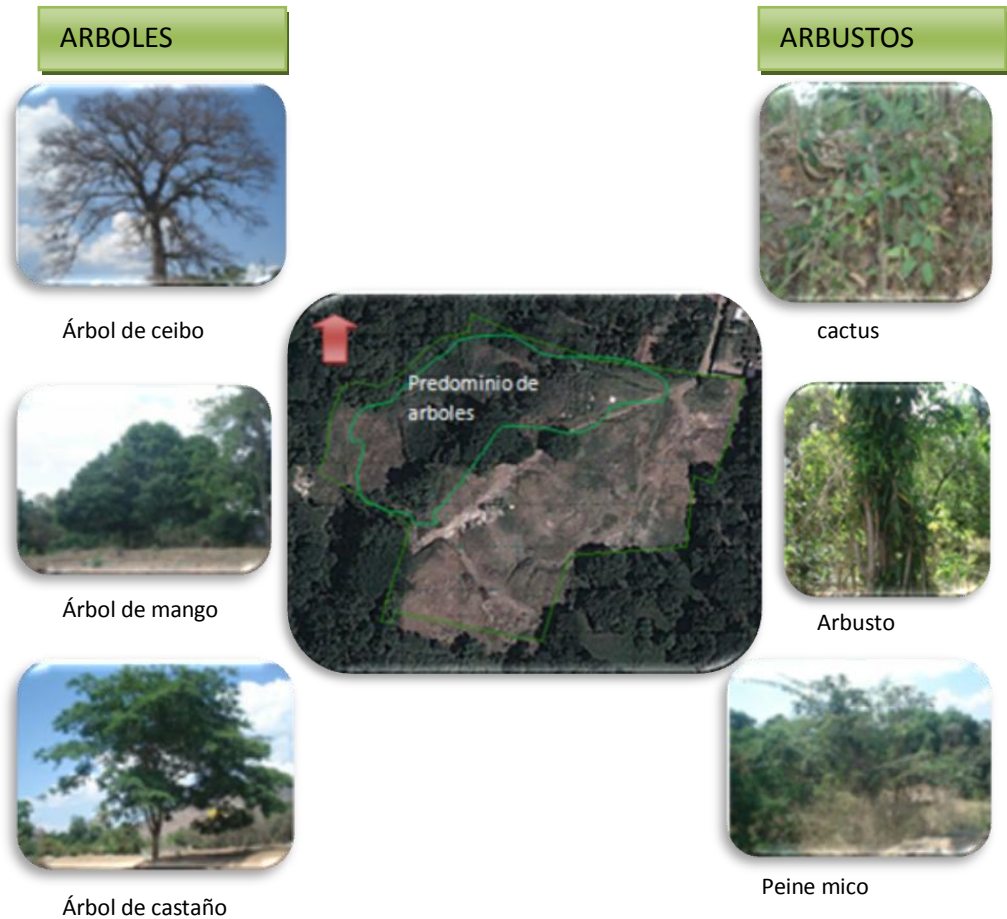 ARBOLES
ARBUSTOS
Árbol de ceibo
cactus
Predominio de
arboles
Árbol de mango
Arbusto
Árbol de castaño
Peine mico